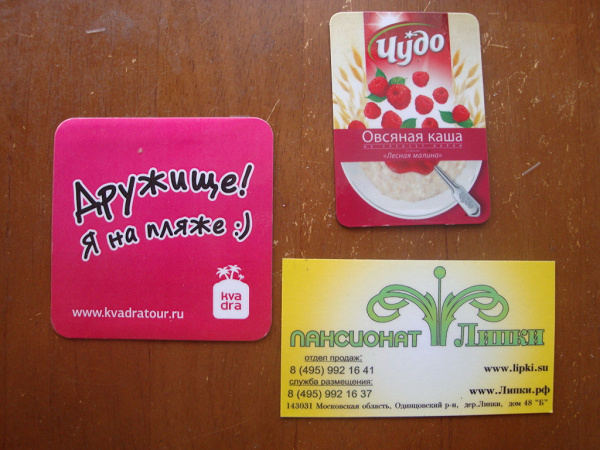 Дружище!
Я на пляже :)
kva
dra
www.kvadratour.ru
Чудо
Овсяная каша
«Лесная малина»
ПАНСИОНАТ Липки
отдел продаж:
8 (495) 992 16 41
www.lipki.su
служба размещения:
8 (495) 992 16 37
www.Липки.рф
143031 Московская область, Одинцовский р-н, дер.Липки, дом 48 "Б"